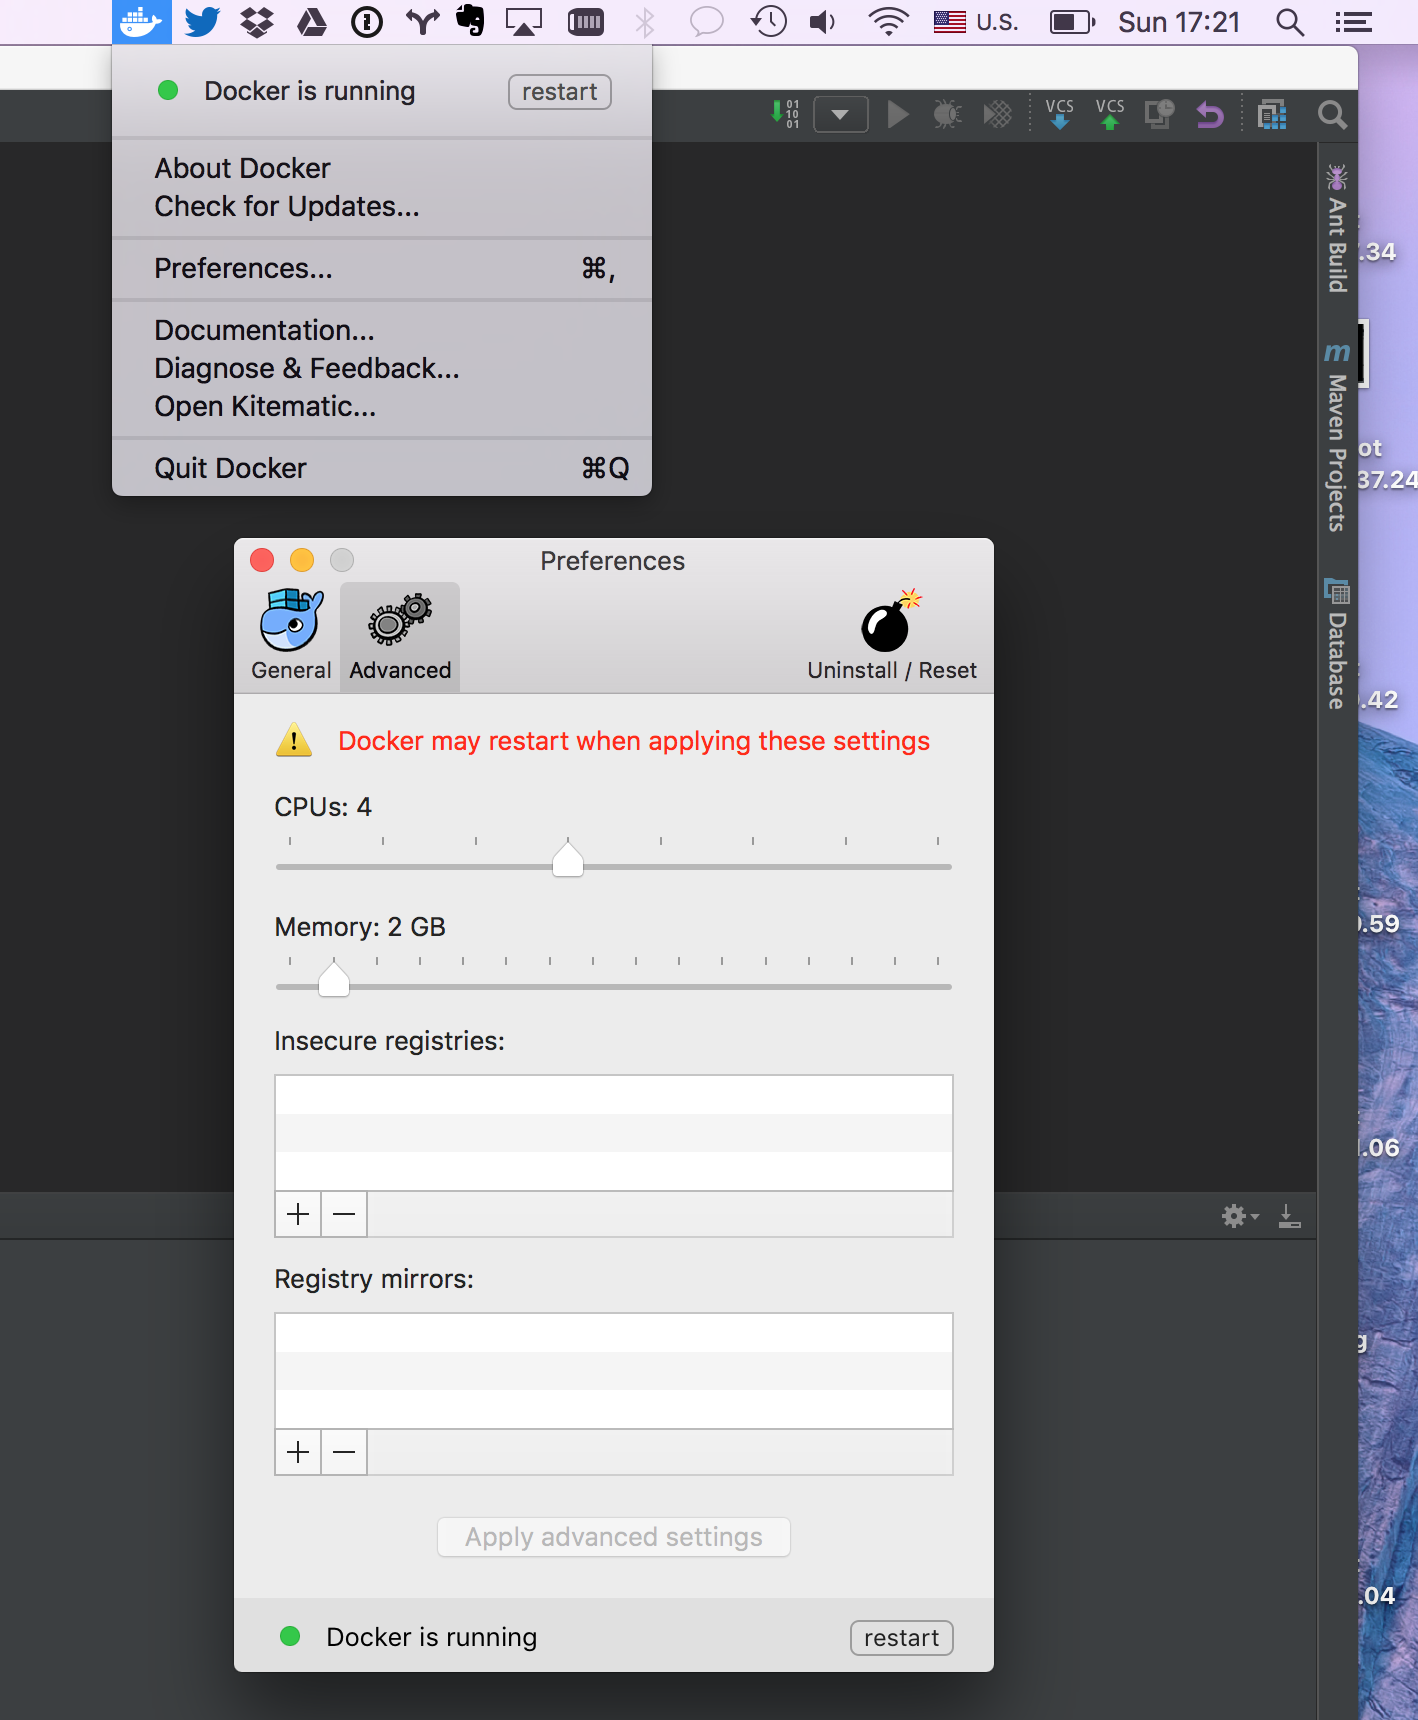 U.S.
Sun 17:21
Docker is running
restart
About Docker
Check for Updates...
Preferences...
⌘,
Documentation...
Diagnose & Feedback...
Open Kitematic...
Quit Docker
⌘Q
01
10
01
VCS
VCS
Ant Build
Maven Projects
Database
.34
ot
37.24
.42
.59
.06
g
.04
Preferences
General
Advanced
Uninstall / Reset
Docker may restart when applying these settings
CPUs: 4
Memory: 2 GB
Insecure registries:
Registry mirrors:
Apply advanced settings
Docker is running
restart